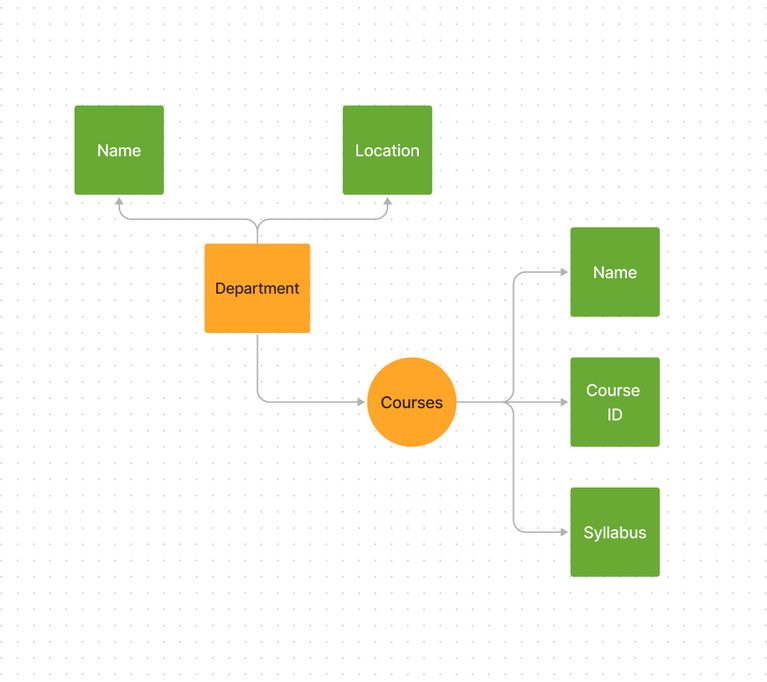 Name
Location
Department
Name
Courses
Course
ID
Syllabus